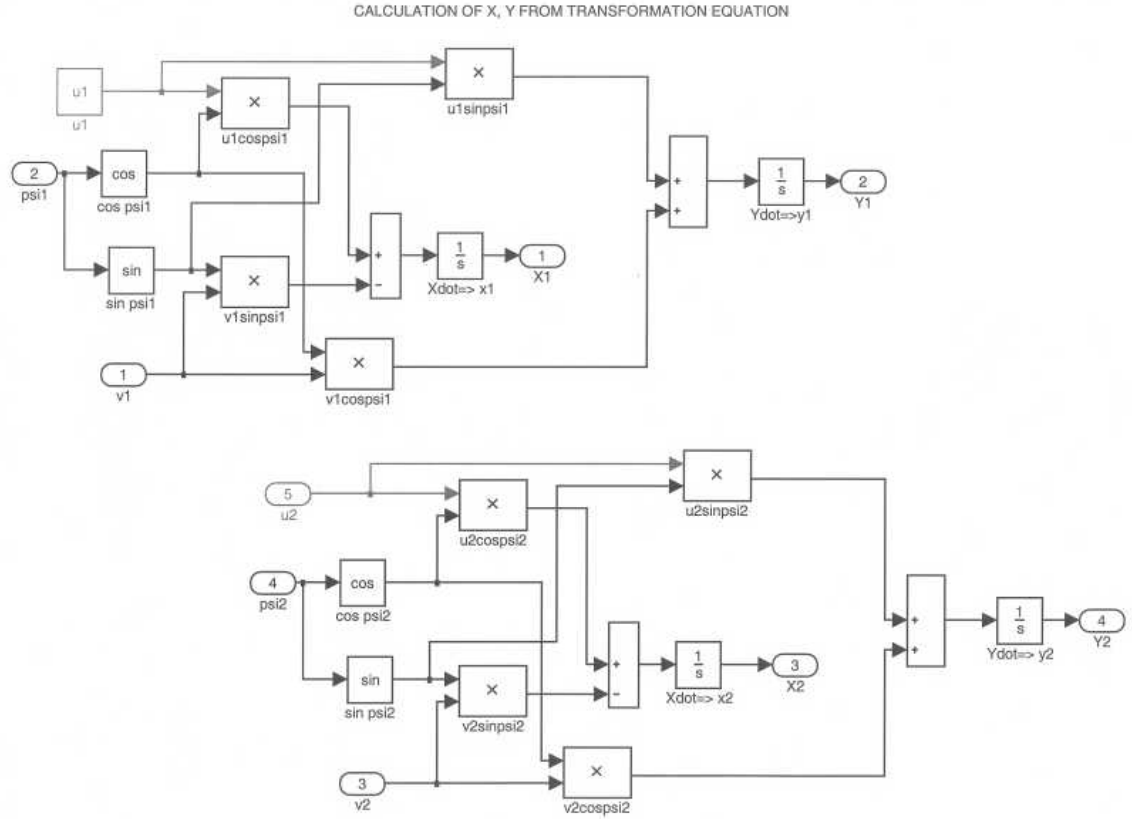 CALCULATION OF X, Y FROM TRANSFORMATION EQUATION
u1
u1
×
u1cospsi1
×
u1sinpsi1
2
psi1
cos
cos psi1
sin
sin psi1
×
v1sinpsi1
+
−
1
s
Xdot=> x1
1
X1
+
+
1
s
Ydot=>y1
2
Y1
1
v1
×
v1cospsi1
5
u2
×
u2cospsi2
×
u2sinpsi2
4
psi2
cos
cos psi2
sin
sin psi2
×
v2sinpsi2
+
−
1
s
Xdot=> x2
3
X2
+
+
1
s
Ydot=> y2
4
Y2
3
v2
×
v2cospsi2